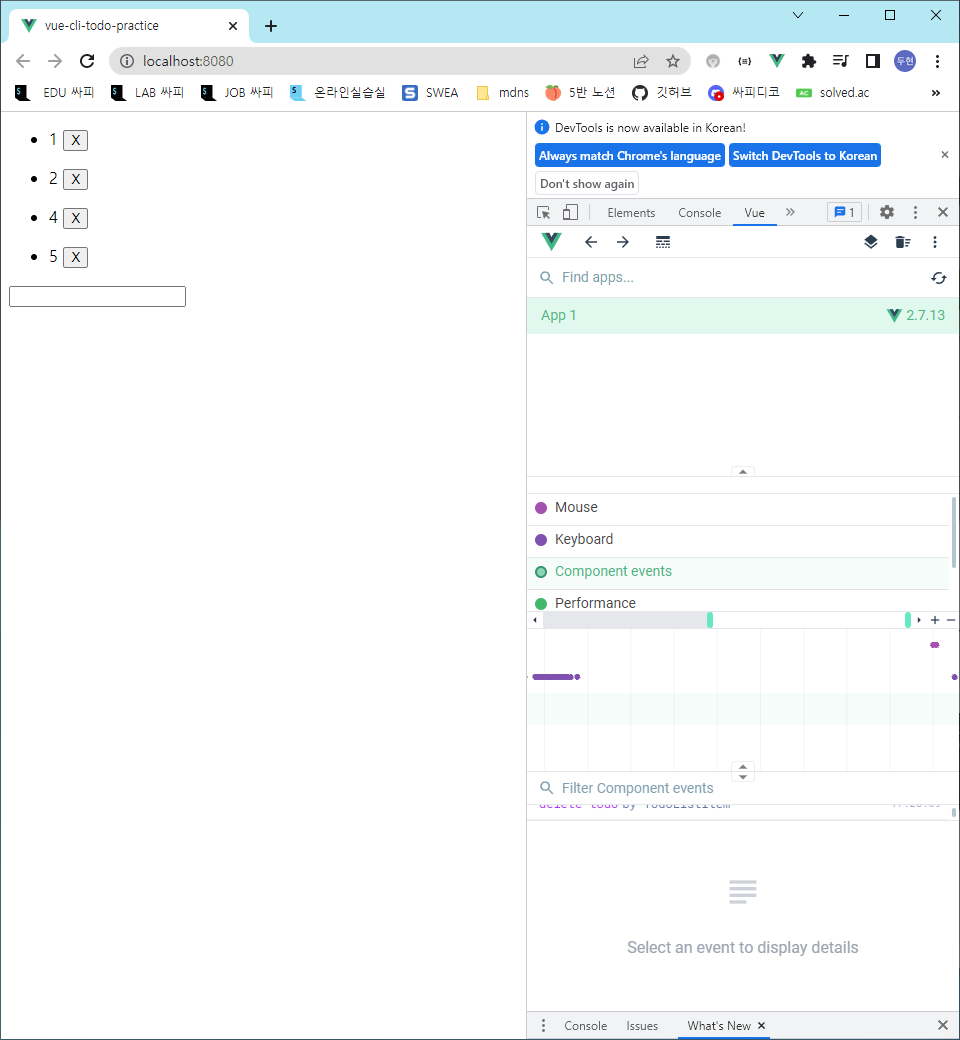 vue-cli-todo-practice
localhost:8080
두현
EDU 싸피 LAB 싸피 JOB 싸피 온라인실습실 SWEA mdns 5반 노션 깃허브 싸피디코 solved.ac »
1 X
2 X
4 X
5 X
DevTools is now available in Korean!
Always match Chrome's language Switch DevTools to Korean
Don't show again
Elements Console Vue » 1
Find apps...
App 1 2.7.13
Mouse
Keyboard
Component events
Performance
Filter Component events
delete-todo by TodoListItem
Select an event to display details
Console Issues What's New